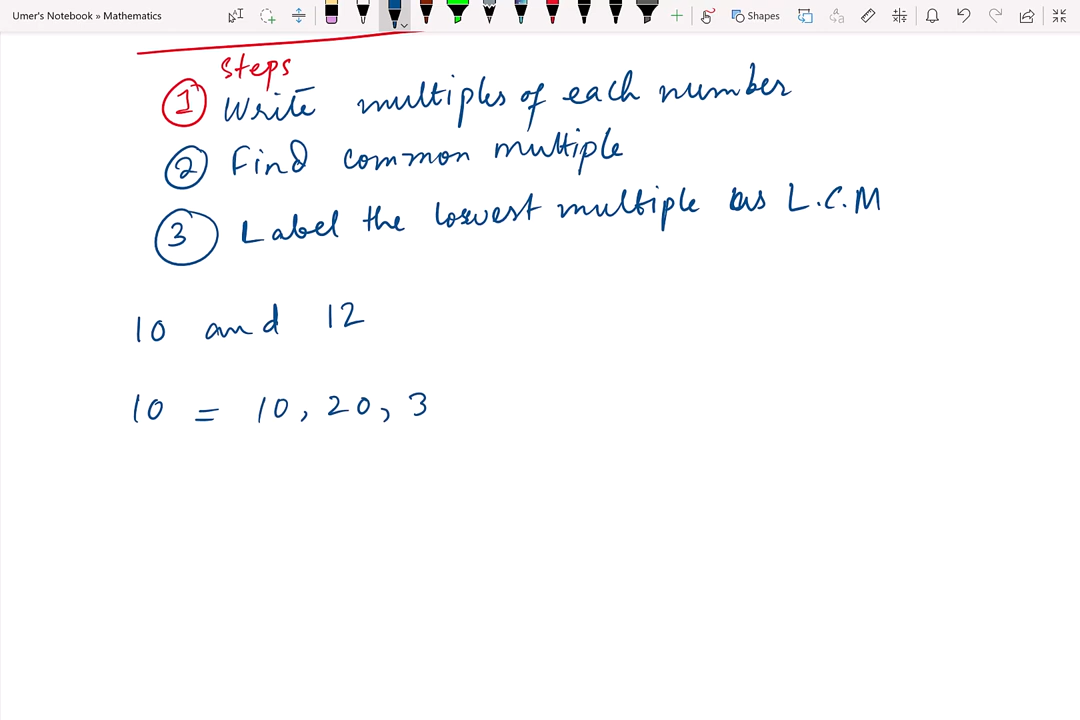 Umer's Notebook » Mathematics
Shapes
Steps
1 Write multiples of each number
2 Find common multiple
3 Label the lowest multiple as L.C.M
10 and 12
10 = 10, 20, 3